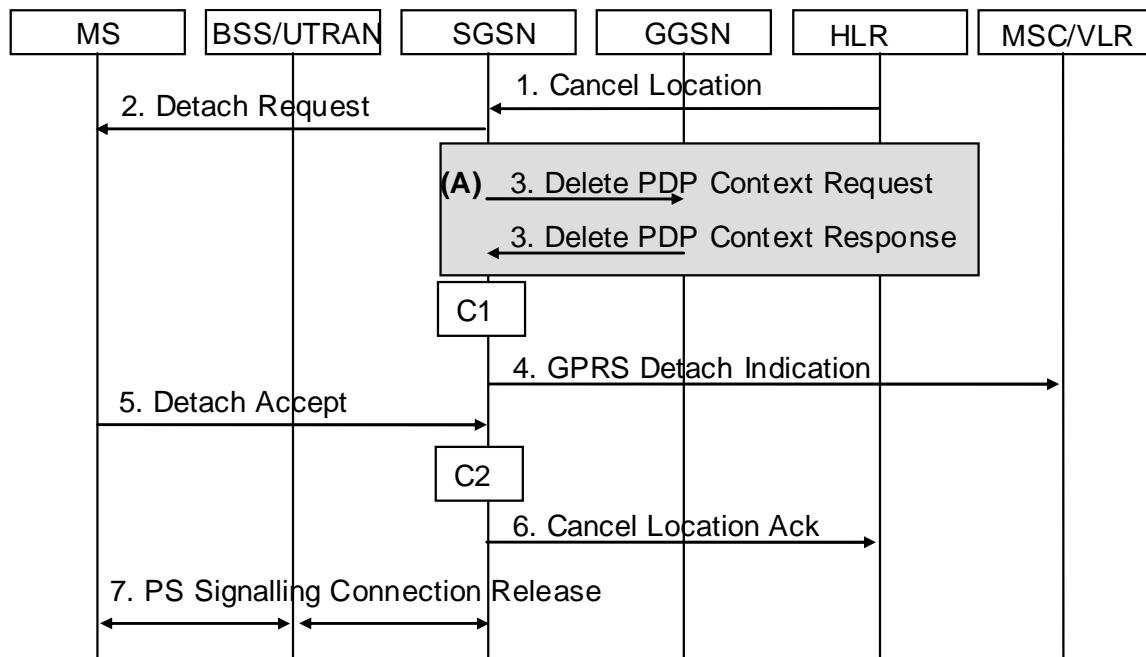 MS BSS/UTRAN SGSN GGSN HLR MSC/VLR
1. Cancel Location
2. Detach Request
(A) 3. Delete PDP Context Request
3. Delete PDP Context Response
C1
4. GPRS Detach Indication
5. Detach Accept
C2
6. Cancel Location Ack
7. PS Signalling Connection Release